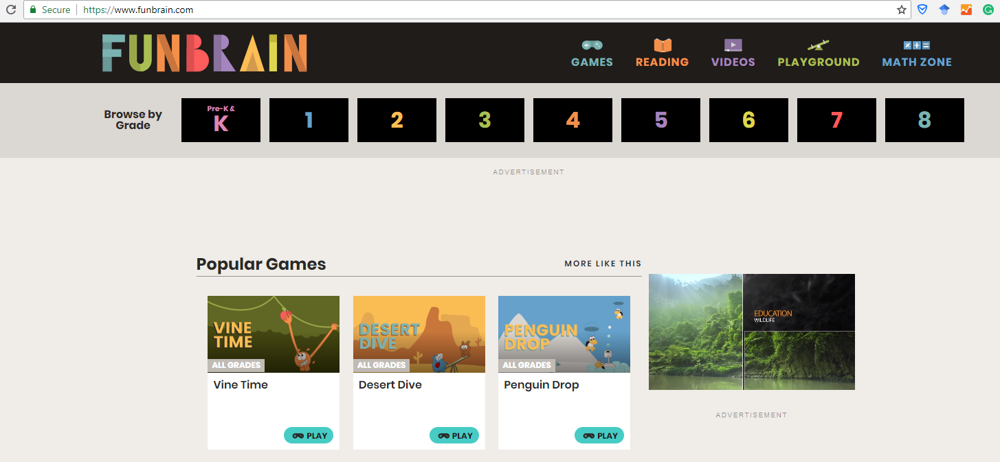 Secure https://www.funbrain.com
FUNBRAIN
GAMES READING VIDEOS PLAYGROUND MATH ZONE
Browse by
Grade
Pre-K &
K 1 2 3 4 5 6 7 8
ADVERTISEMENT
Popular Games MORE LIKE THIS
EDUCATION
WILDLIFE
VINE
TIME
ALL GRADES
Vine Time
PLAY
DESERT
DIVE
ALL GRADES
Desert Dive
PLAY
PENGUIN
DROP
ALL GRADES
Penguin Drop
PLAY
ADVERTISEMENT